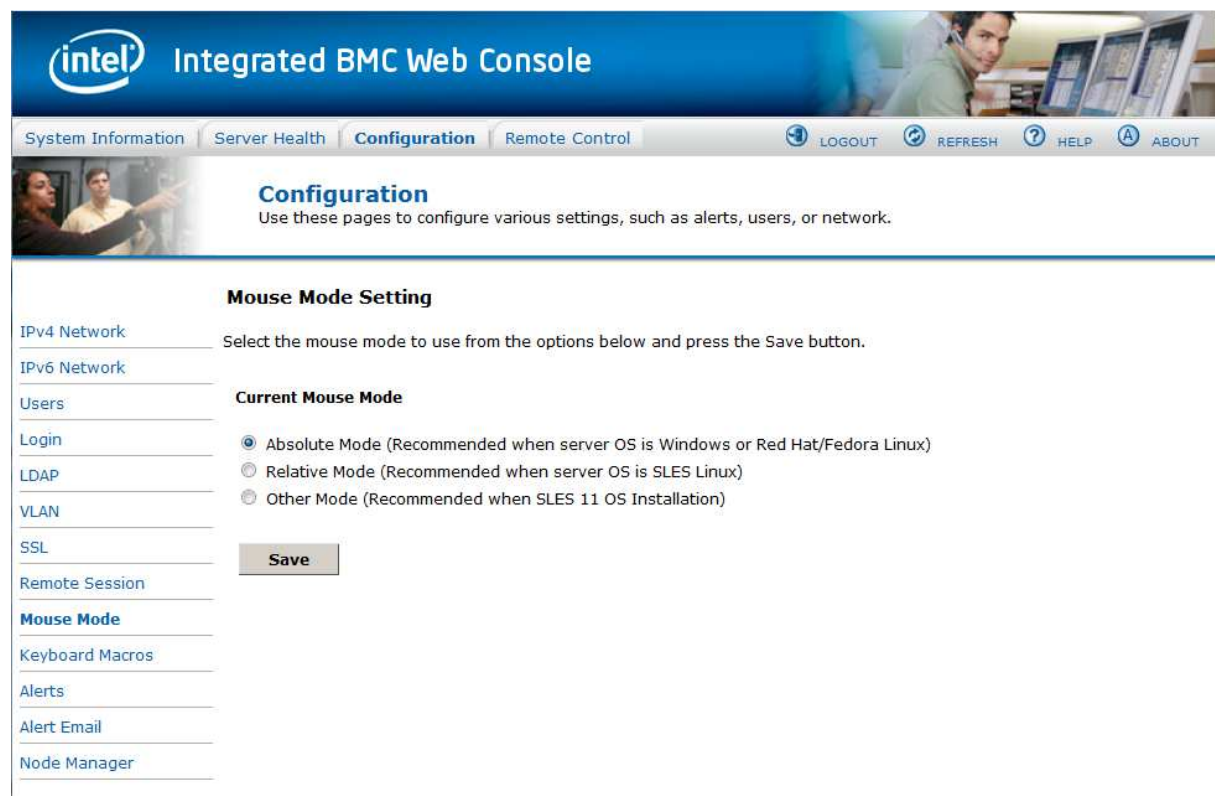 intel
Integrated BMC Web Console
System Information
Server Health
Configuration
Remote Control
LOGOUT
REFRESH
? HELP
A ABOUT
Configuration
Use these pages to configure various settings, such as alerts, users, or network.
IPv4 Network
IPv6 Network
Users
Login
LDAP
VLAN
SSL
Remote Session
Mouse Mode
Keyboard Macros
Alerts
Alert Email
Node Manager
Mouse Mode Setting
Select the mouse mode to use from the options below and press the Save button.
Current Mouse Mode
Absolute Mode (Recommended when server OS is Windows or Red Hat/Fedora Linux)
Relative Mode (Recommended when server OS is SLES Linux)
Other Mode (Recommended when SLES 11 OS Installation)
Save